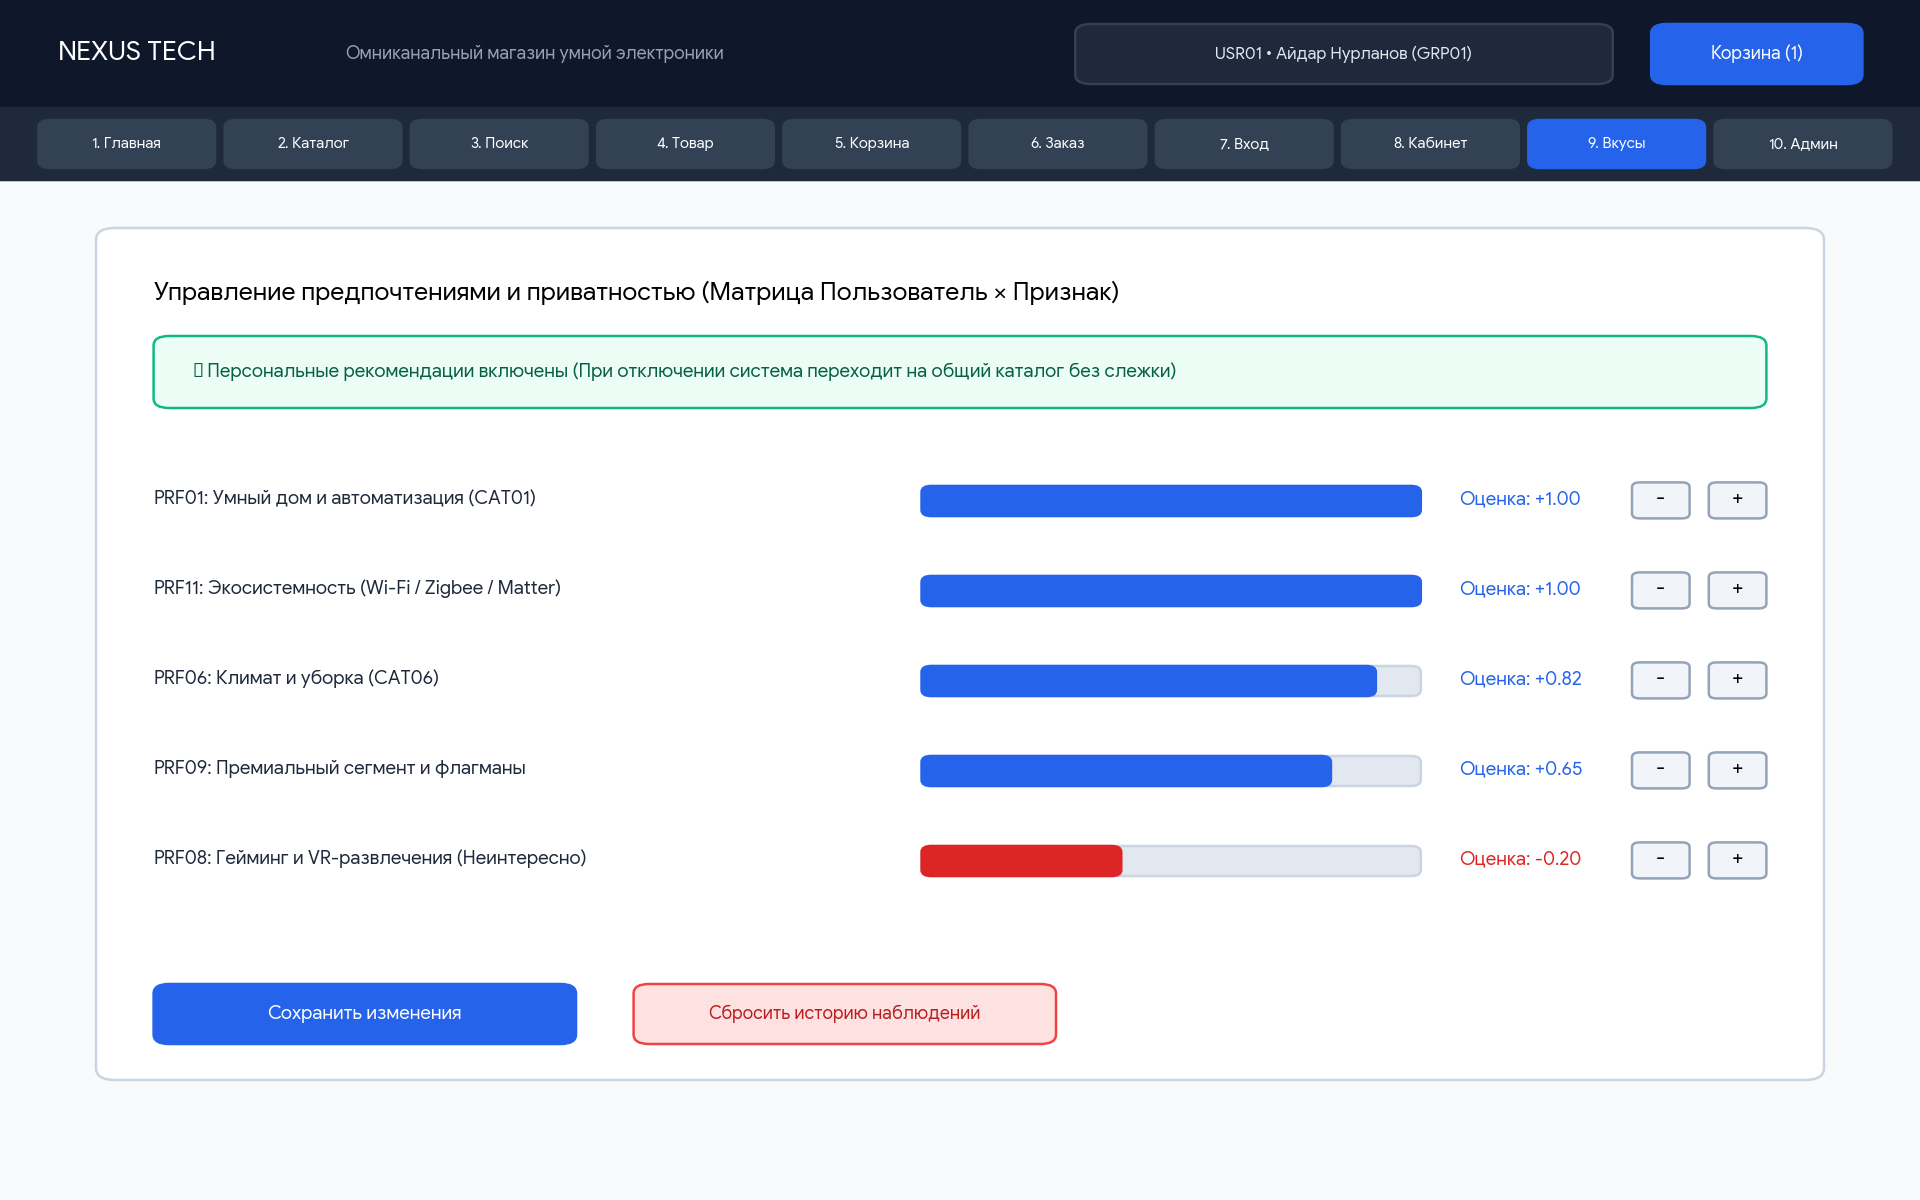 NEXUS TECH
Омниканальный магазин умной электроники
USR01 • Айдар Нурланов (GRP01)
Корзина (1)
1. Главная
2. Каталог
3. Поиск
4. Товар
5. Корзина
6. Заказ
7. Вход
8. Кабинет
9. Вкусы
10. Админ
Управление предпочтениями и приватностью (Матрица Пользователь × Признак)
Персональные рекомендации включены (При отключении система переходит на общий каталог без слежки)
PRF01: Умный дом и автоматизация (CAT01)
Оценка: +1.00
-
+
PRF11: Экосистемность (Wi-Fi / Zigbee / Matter)
Оценка: +1.00
-
+
PRF06: Климат и уборка (CAT06)
Оценка: +0.82
-
+
PRF09: Премиальный сегмент и флагманы
Оценка: +0.65
-
+
PRF08: Гейминг и VR-развлечения (Неинтересно)
Оценка: -0.20
-
+
Сохранить изменения
Сбросить историю наблюдений